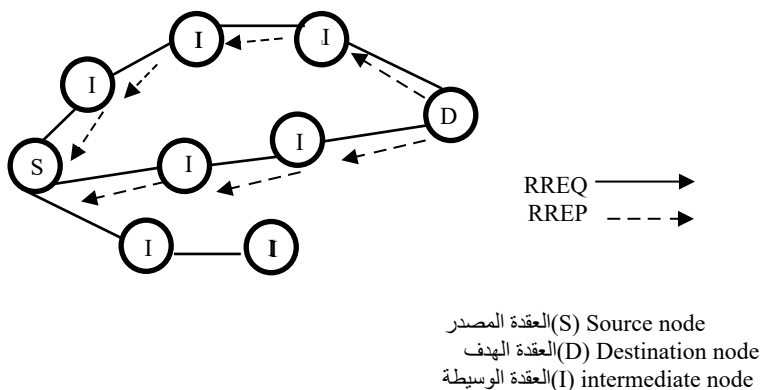 I
I
I
D
S
I
I
I
I
RREQ
RREP
العقدة المصدر(S) Source node
العقدة الهدف(D) Destination node
العقدة الوسيطة(I) intermediate node